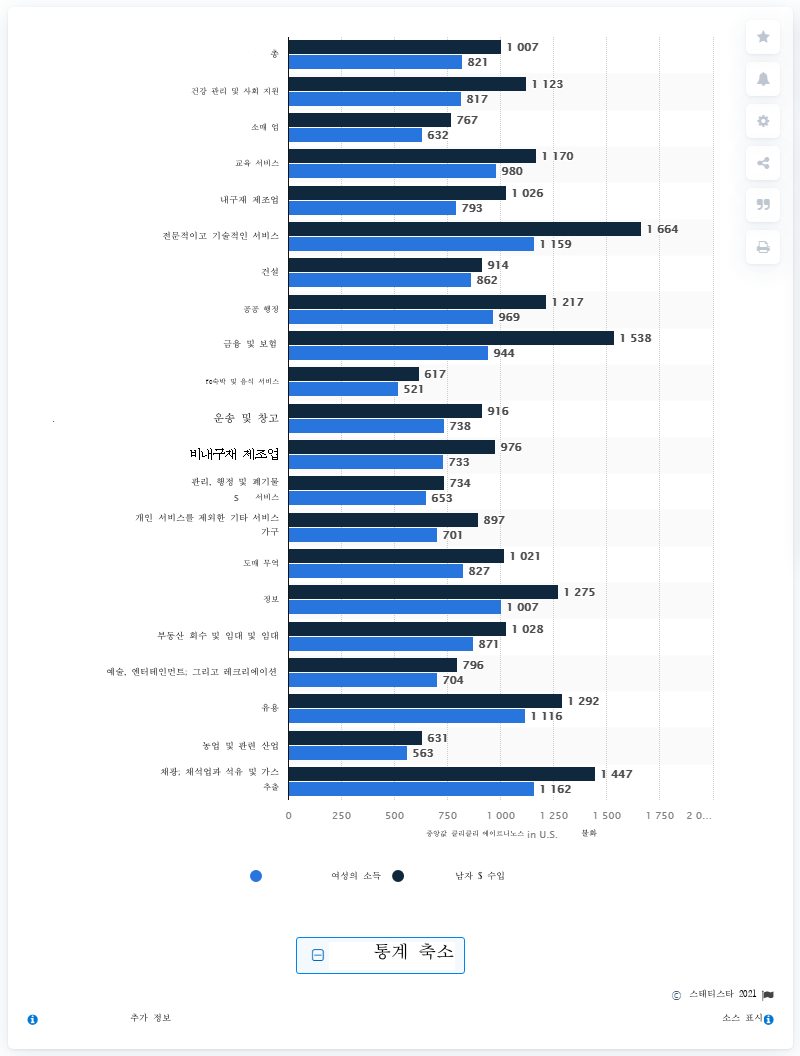 총
1 007
821
건강 관리 및 사회 지원
1 123
817
소매 업
767
632
교육 서비스
1 170
980
내구재 제조업
1 026
793
전문적이고 기술적인 서비스
1 664
1 159
건설
914
862
공공 행정
1 217
969
금융 및 보험
1 538
944
re숙박 및 음식 서비스
617
521
운송 및 창고
916
738
비내구재 제조업
976
733
관리, 행정 및 폐기물
S 서비스
734
653
개인 서비스를 제외한 기타 서비스
가구
897
701
도매 무역
1 021
827
정보
1 275
1 007
부동산 회수 및 임대 및 임대
1 028
871
예술, 엔터테인먼트; 그리고 레크리에이션
796
704
유용
1 292
1 116
농업 및 관련 산업
631
563
채광; 채석업과 석유 및 가스
추출
1 447
1 162
0 250 500 750 1 000 1 250 1 500 1 750 2 0...
중앙값 in U.S. 불화
여성의 소득 남자 S 수입
통계 축소
© 스태티스타 2021
추가 정보
소스 표시